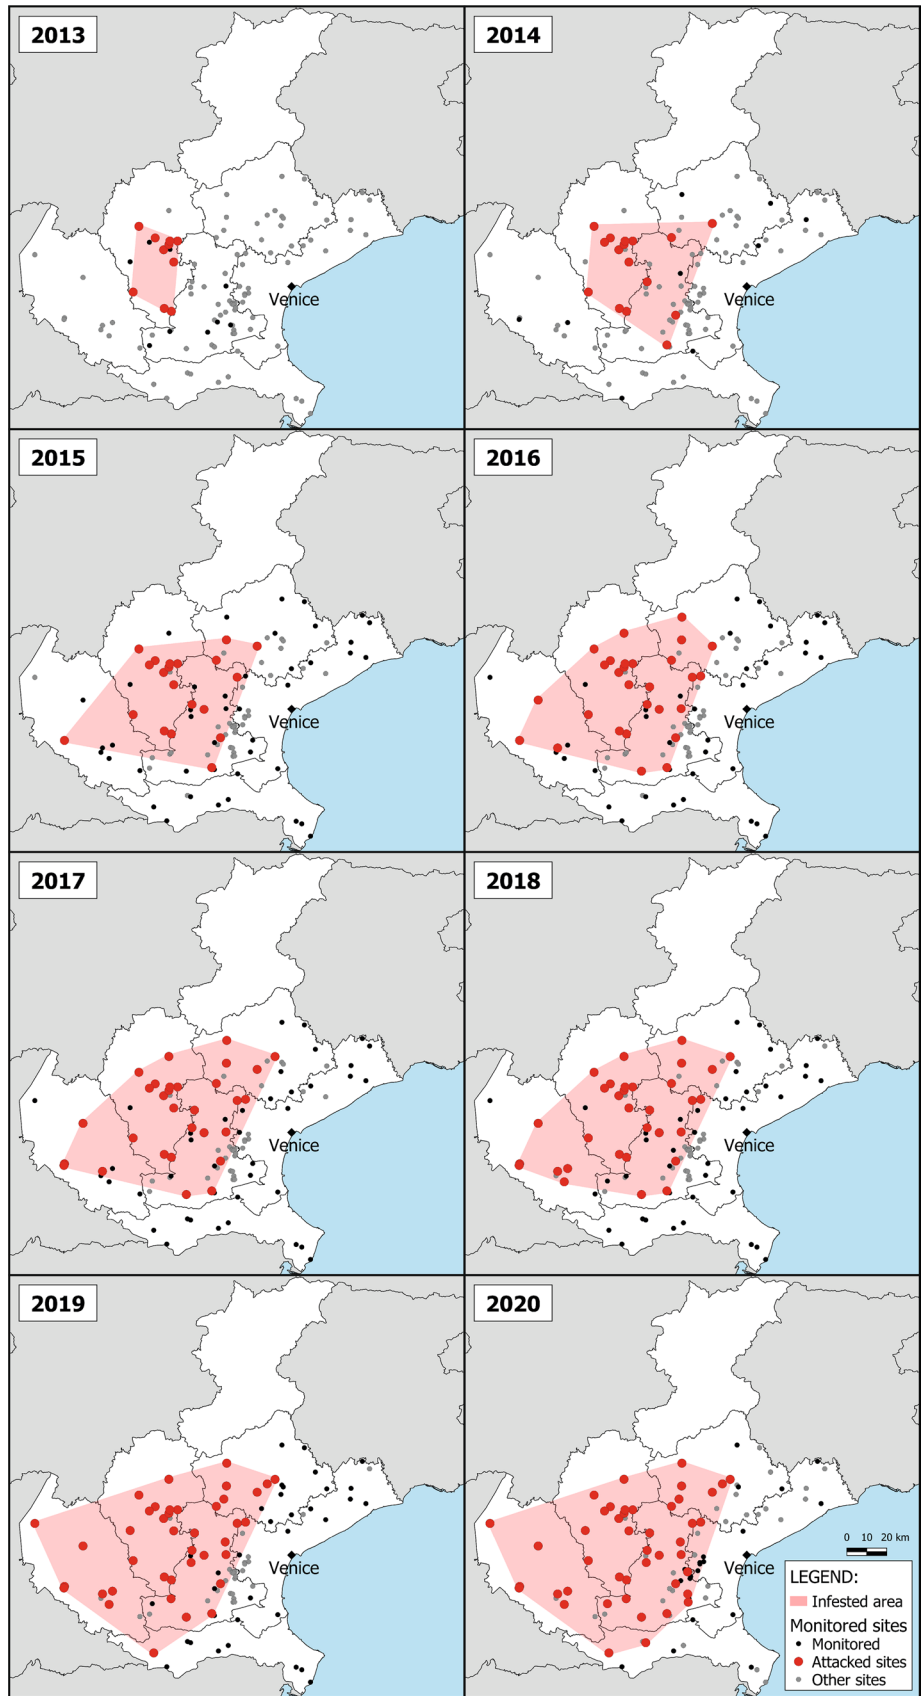 2013
Venice
2014
Venice
2015
Venice
2016
Venice
2017
Venice
2018
Venice
2019
Venice
2020
Venice
0 10 20 km
LEGEND:
Infested area
Monitored sites
Monitored
Attacked sites
Other sites